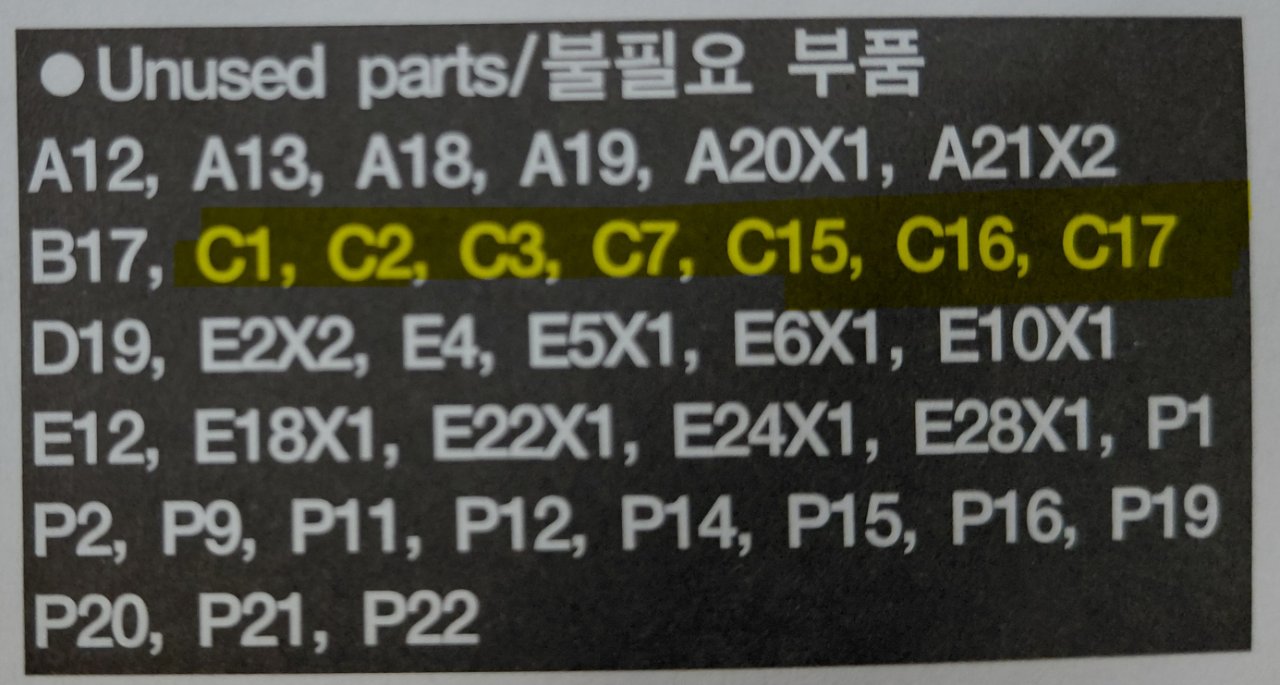 ●Unused parts/불필요 부품
A12, A13, A18, A19, A20X1, A21X2
B17, C1, C2, C3, C7, C15, C16, C17
D19, E2X2, E4, E5X1, E6X1, E10X1
E12, E18X1, E22X1, E24X1, E28X1, P1
P2, P9, P11, P12, P14, P15, P16, P19
P20, P21, P22